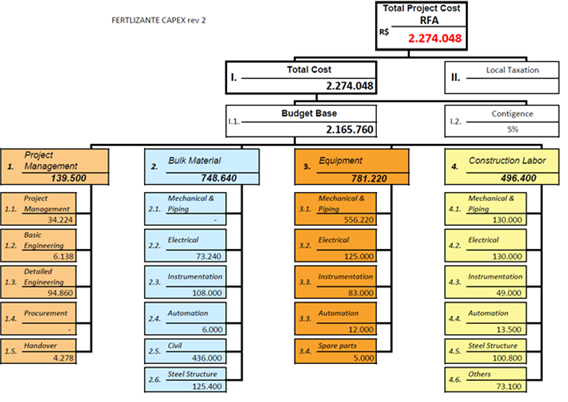 FERTLIZANTE CAPEX rev 2
Total Project Cost
RFA
R$ 2.274.048
I. Total Cost
2.274.048
II. Local Taxation
I.1. Budget Base
2.165.760
I.2. Contigence
5%
1. Project
Management
139.500
2. Bulk Material
748.640
3. Equipment
781.220
4. Construction Labor
496.400
1.1. Project
Management
34.224
1.2. Basic
Engineering
6.138
1.3. Detailed
Engineering
94.860
1.4. Procurement
-
1.5. Handover
4.278
2.1. Mechanical &
Piping
-
2.2. Electrical
73.240
2.3. Instrumentation
108.000
2.4. Automation
6.000
2.5. Civil
436.000
2.6. Steel Structure
125.400
3.1. Mechanical &
Piping
556.220
3.2. Electrical
125.000
3.3. Instrumentation
83.000
3.3. Automation
12.000
3.4. Spare parts
5.000
4.1. Mechanical &
Piping
130.000
4.2. Electrical
130.000
4.3. Instrumentation
49.000
4.4. Automation
13.500
4.5. Steel Structure
100.800
4.6. Others
73.100